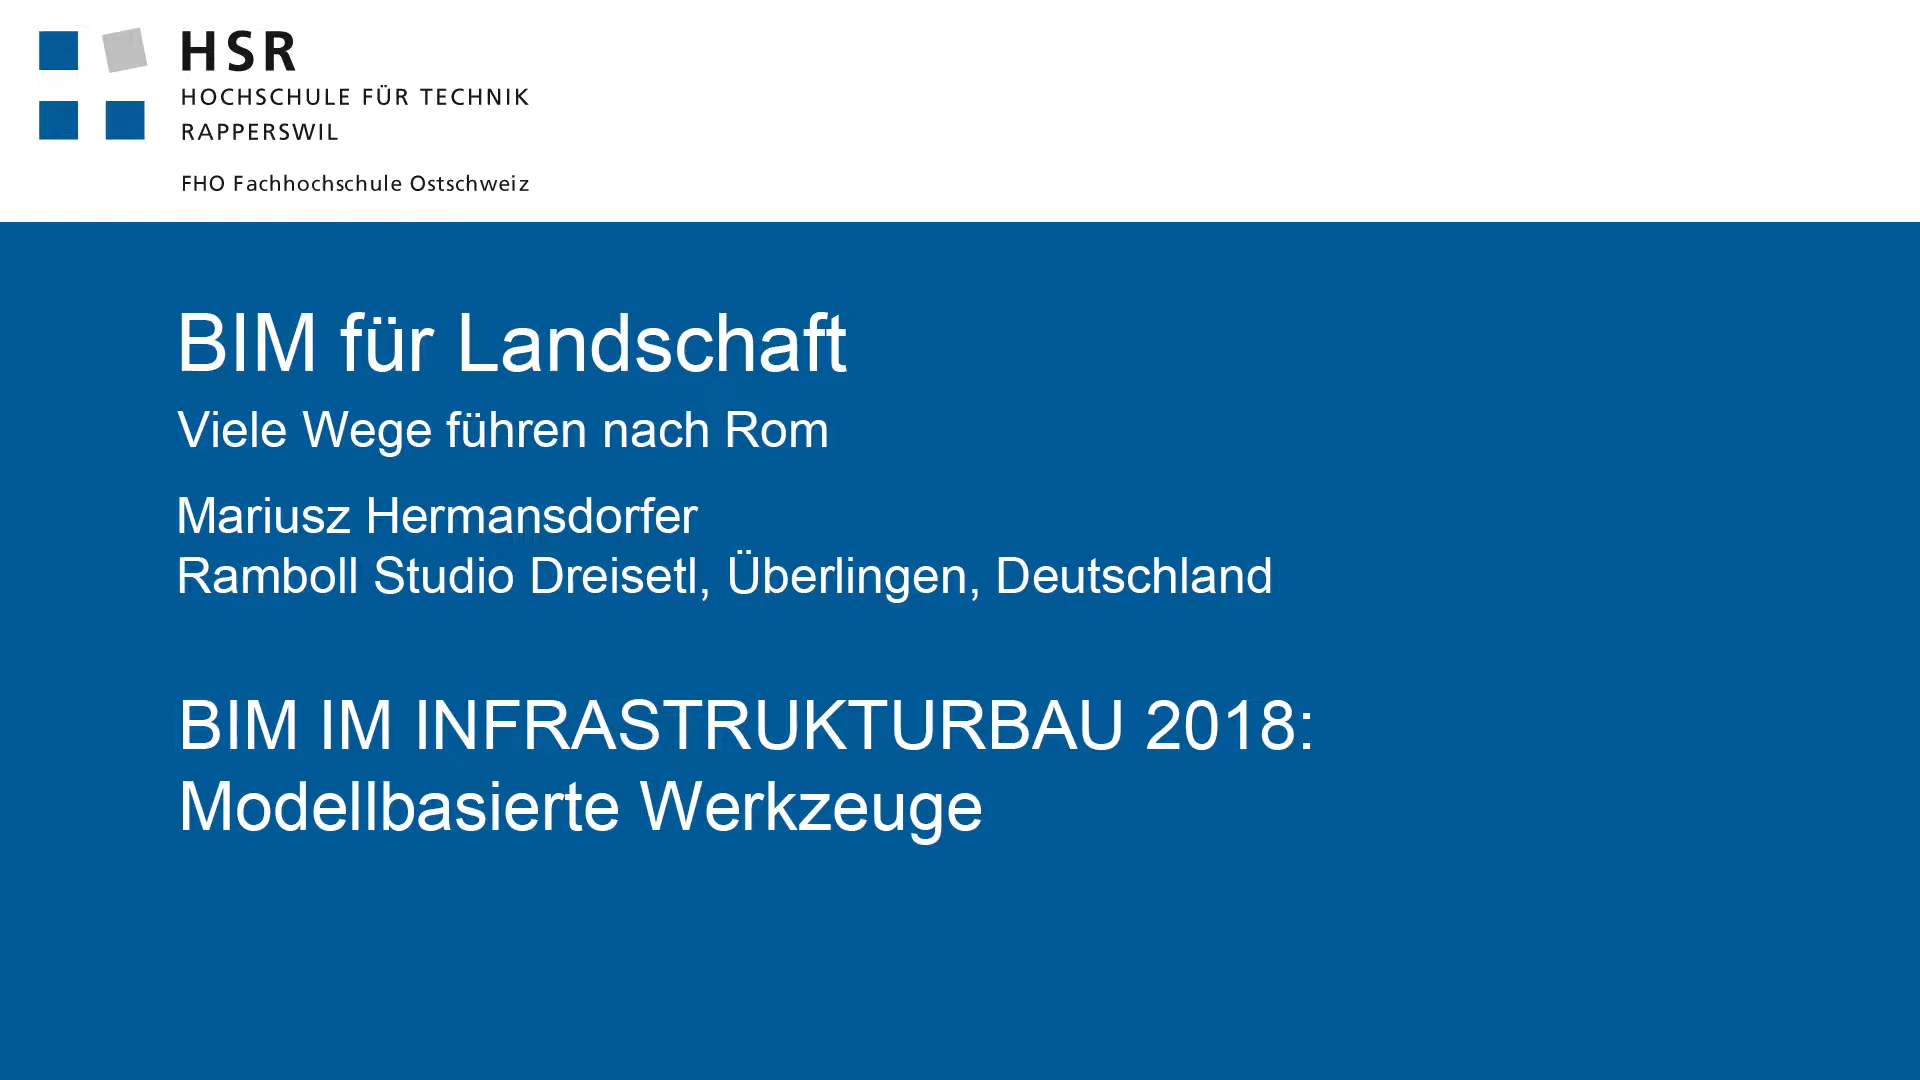 HSR
HOCHSCHULE FÜR TECHNIK
RAPPERSWIL
FHO Fachhochschule Ostschweiz
BIM für Landschaft
Viele Wege führen nach Rom
Mariusz Hermansdorfer
Ramboll Studio Dreisetl, Überlingen, Deutschland
BIM IM INFRASTRUKTURBAU 2018:
Modellbasierte Werkzeuge